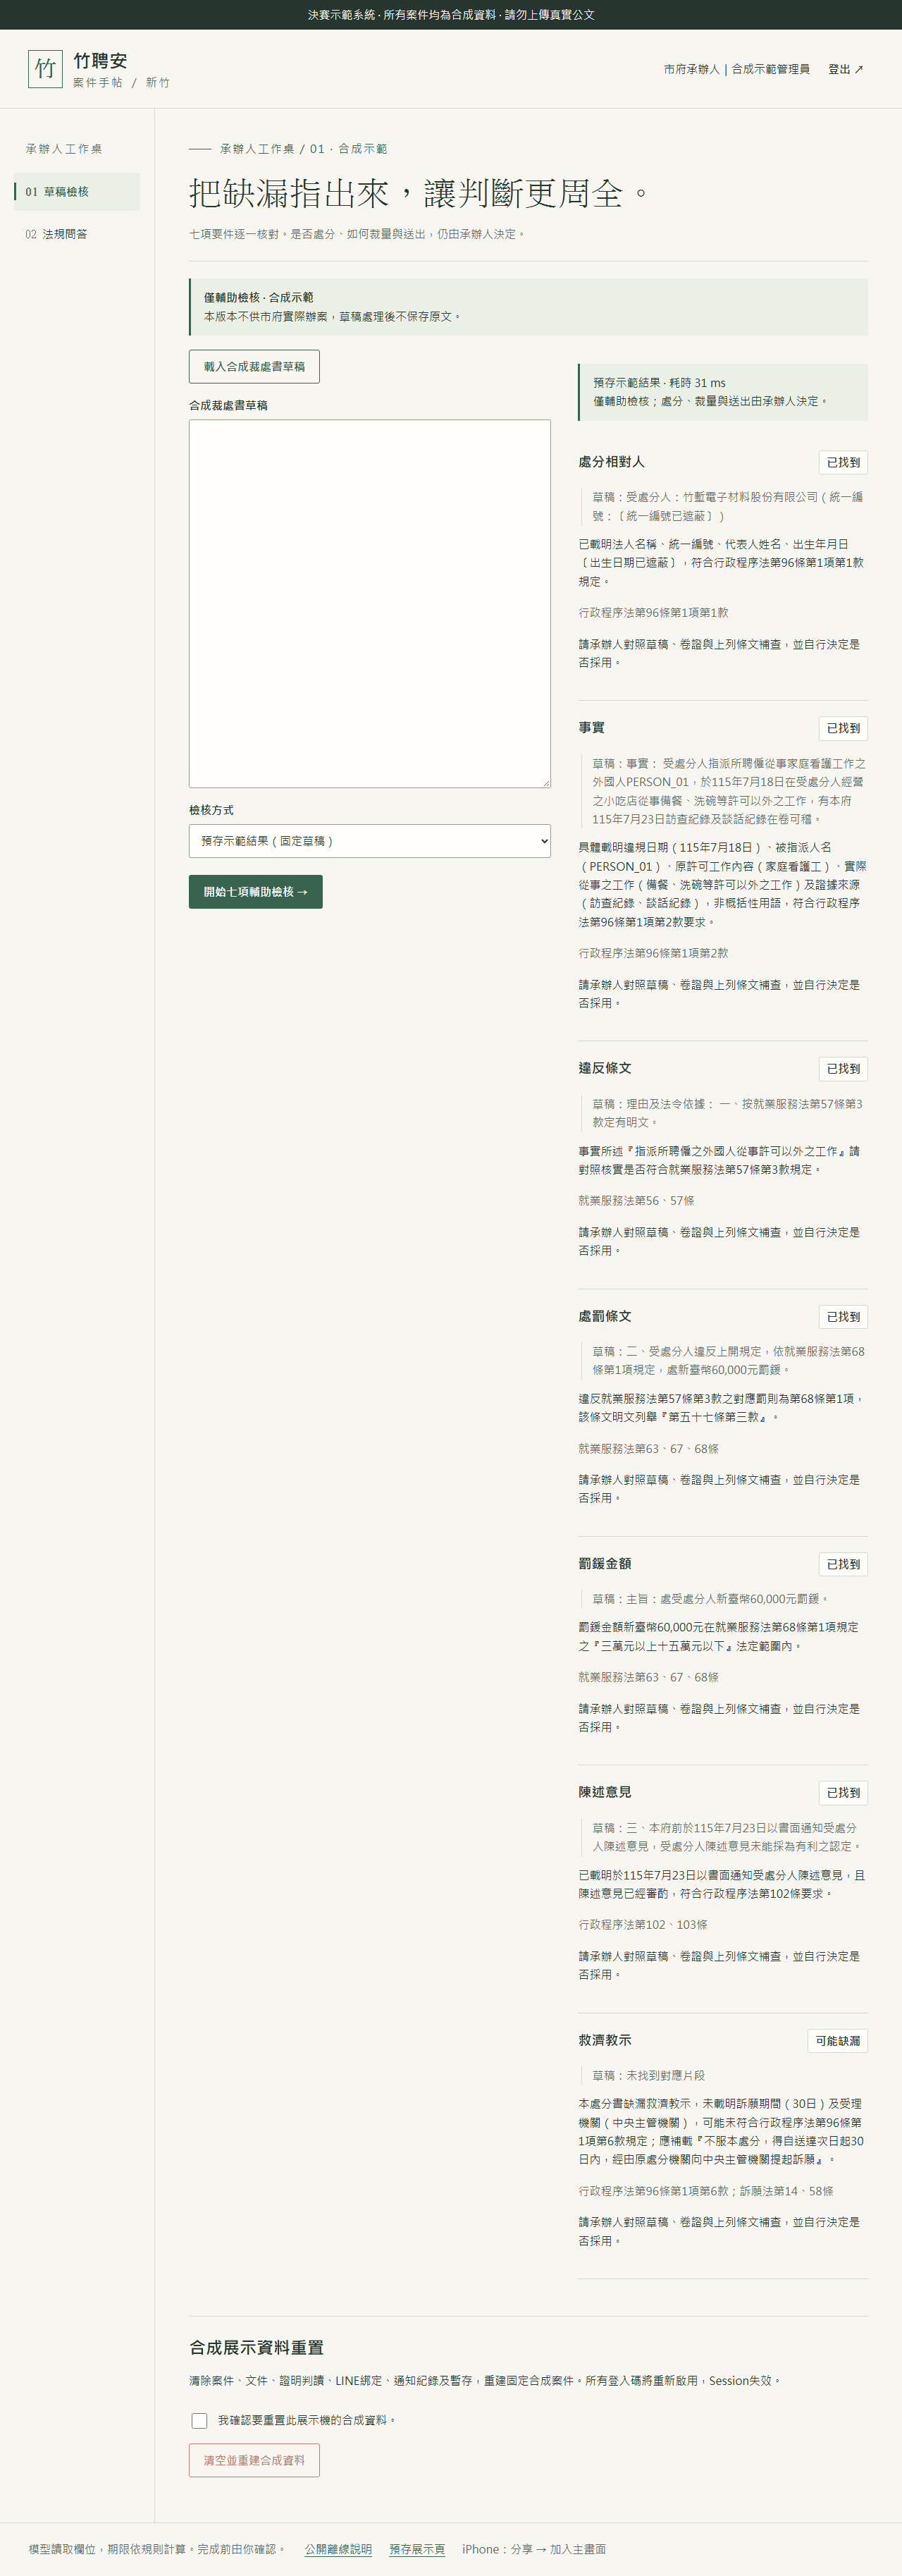 決賽示範系統 · 所有案件均為合成資料 · 請勿上傳真實公文
竹
竹聘安
案件手帖 / 新竹
市府承辦人 | 合成示範管理員
登出 ↗
承辦人工作桌
01 草稿檢核
02 法規問答
承辦人工作桌 / 01 · 合成示範
把缺漏指出來，讓判斷更周全。
七項要件逐一核對。是否處分、如何裁量與送出，仍由承辦人決定。
僅輔助檢核 · 合成示範
本版本不供市府實際辦案，草稿處理後不保存原文。
載入合成裁處書草稿
合成裁處書草稿
檢核方式
預存示範結果（固定草稿）
開始七項輔助檢核 →
預存示範結果 · 耗時 31 ms
僅輔助檢核；處分、裁量與送出由承辦人決定。
處分相對人
已找到
草稿：受處分人：竹塹電子材料股份有限公司（統一編
號：〔統一編號已遮蔽〕）
已載明法人名稱、統一編號、代表人姓名、出生年月日
〔出生日期已遮蔽〕，符合行政程序法第96條第1項第1款
規定。
行政程序法第96條第1項第1款
請承辦人對照草稿、卷證與上列條文補查，並自行決定是
否採用。
事實
已找到
草稿：事實： 受處分人指派所聘僱從事家庭看護工作之
外國人PERSON_01，於115年7月18日在受處分人經營
之小吃店從事備餐、洗碗等許可以外之工作，有本府
115年7月23日訪查紀錄及談話紀錄在卷可稽。
具體載明違規日期（115年7月18日）、被指派人名
（PERSON_01）、原許可工作內容（家庭看護工）、實際
從事之工作（備餐、洗碗等許可以外之工作）及證據來源
（訪查紀錄、談話紀錄），非概括性用語，符合行政程序
法第96條第1項第2款要求。
行政程序法第96條第1項第2款
請承辦人對照草稿、卷證與上列條文補查，並自行決定是
否採用。
違反條文
已找到
草稿：理由及法令依據： 一、按就業服務法第57條第3
款定有明文。
事實所述『指派所聘僱之外國人從事許可以外之工作』請
對照核實是否符合就業服務法第57條第3款規定。
就業服務法第56、57條
請承辦人對照草稿、卷證與上列條文補查，並自行決定是
否採用。
處罰條文
已找到
草稿：二、受處分人違反上開規定，依就業服務法第68
條第1項規定，處新臺幣60,000元罰鍰。
違反就業服務法第57條第3款之對應罰則為第68條第1項，
該條文明文列舉『第五十七條第三款』。
就業服務法第63、67、68條
請承辦人對照草稿、卷證與上列條文補查，並自行決定是
否採用。
罰鍰金額
已找到
草稿：主旨：處受處分人新臺幣60,000元罰鍰。
罰鍰金額新臺幣60,000元在就業服務法第68條第1項規定
之『三萬元以上十五萬元以下』法定範圍內。
就業服務法第63、67、68條
請承辦人對照草稿、卷證與上列條文補查，並自行決定是
否採用。
陳述意見
已找到
草稿：三、本府前於115年7月23日以書面通知受處分
人陳述意見，受處分人陳述意見未能採為有利之認定。
已載明於115年7月23日以書面通知受處分人陳述意見，且
陳述意見已經審酌，符合行政程序法第102條要求。
行政程序法第102、103條
請承辦人對照草稿、卷證與上列條文補查，並自行決定是
否採用。
救濟教示
可能缺漏
草稿：未找到對應片段
本處分書缺漏救濟教示，未載明訴願期間（30日）及受理
機關（中央主管機關），可能未符合行政程序法第96條第
1項第6款規定；應補載『不服本處分，得自送達次日起30
日內，經由原處分機關向中央主管機關提起訴願』。
行政程序法第96條第1項第6款；訴願法第14、58條
請承辦人對照草稿、卷證與上列條文補查，並自行決定是
否採用。
合成展示資料重置
清除案件、文件、證明判讀、LINE綁定、通知紀錄及暫存，重建固定合成案件。所有登入碼將重新啟用，Session失效。
我確認要重置此展示機的合成資料。
清空並重建合成資料
模型讀取欄位，期限依規則計算。完成前由你確認。
公開離線說明
預存展示頁
iPhone：分享 → 加入主畫面